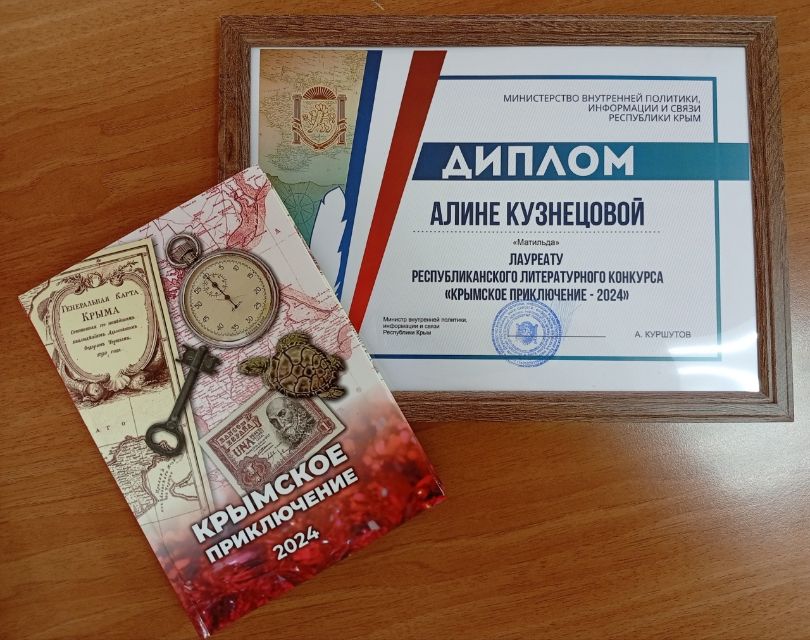 МИНИСТЕРСТВО ВНУТРЕННЕЙ ПОЛИТИКИ,
ИНФОРМАЦИИ И СВЯЗИ
РЕСПУБЛИКИ КРЫМ
ДИПЛОМ
АЛИНЕ КУЗНЕЦОВОЙ
«Матильда»
ЛАУРЕАТУ
РЕСПУБЛИКАНСКОГО ЛИТЕРАТУРНОГО КОНКУРСА
«КРЫМСКОЕ ПРИКЛЮЧЕНИЕ - 2024»
Министр внутренней политики,
информации и связи
Республики Крым
А. КУРШУТОВ
ГЕНЕРАЛЬНАЯ КАРТА
КРЫМА
UNA
КРЫМСКОЕ
ПРИКЛЮЧЕНИЕ
2024